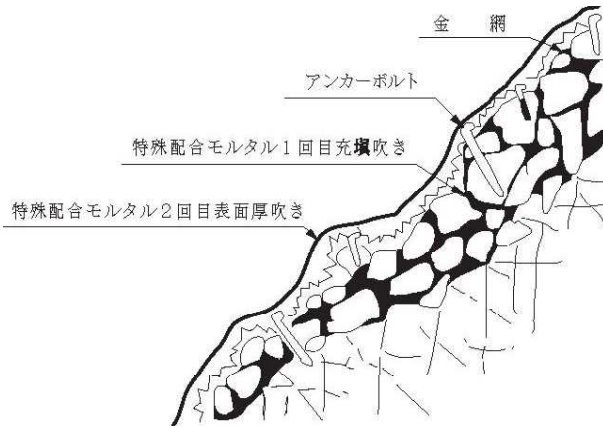 金　網
アンカーボルト
特殊配合モルタル１回目充塡吹き
特殊配合モルタル２回目表面厚吹き